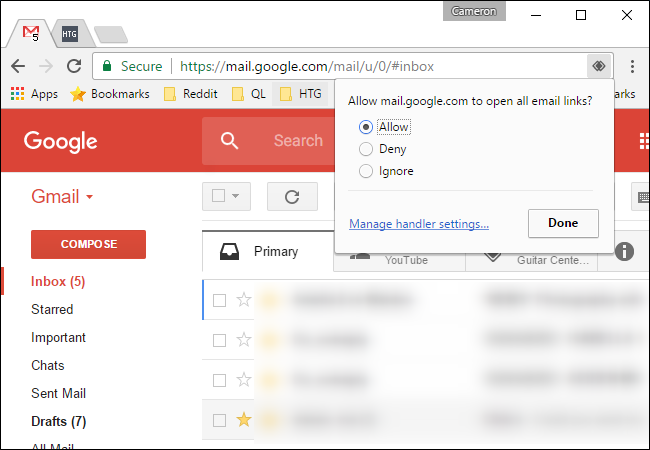 Cameron
5 HTG
Secure https://mail.google.com/mail/u/0/#inbox
Apps Bookmarks Reddit QL HTG
Allow mail.google.com to open all email links?
Allow
Deny
Ignore
Manage handler settings... Done
Google Search
Gmail
COMPOSE
Primary
YouTube Guitar Cente...
Inbox (5)
Starred
Important
Chats
Sent Mail
Drafts (7)
All Mail